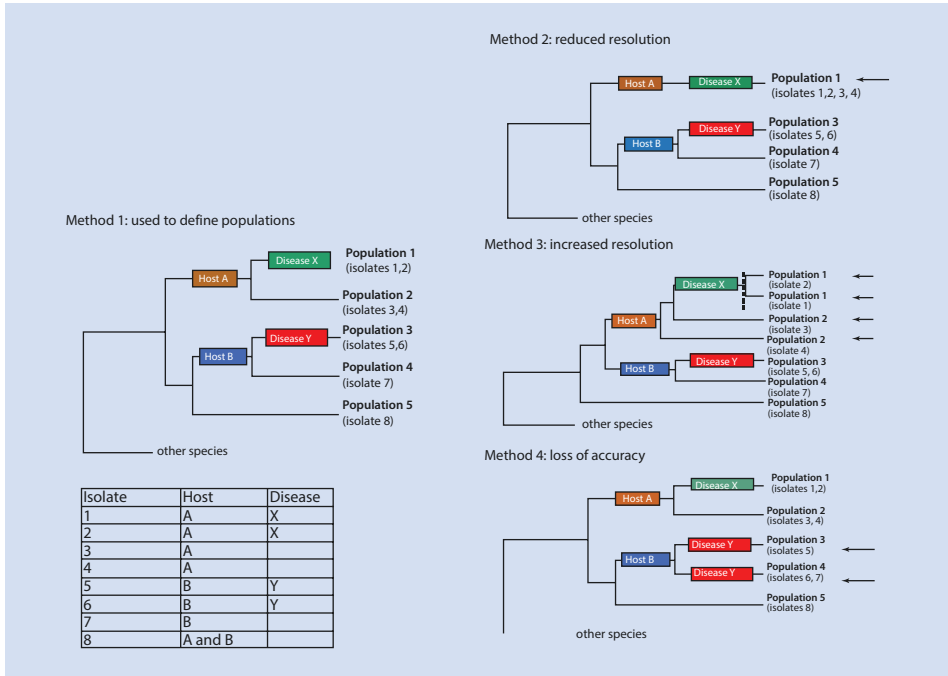 Method 1: used to define populations
Host A
Disease X
Population 1
(isolates 1,2)
Population 2
(isolates 3,4)
Host B
Disease Y
Population 3
(isolates 5,6)
Population 4
(isolate 7)
Population 5
(isolate 8)
other species
Isolate Host Disease
1 A X
2 A X
3 A
4 A
5 B Y
6 B Y
7 B
8 A and B
Method 2: reduced resolution
Host A
Disease X
Population 1
(isolates 1,2, 3, 4)
Host B
Disease Y
Population 3
(isolates 5, 6)
Population 4
(isolate 7)
Population 5
(isolate 8)
other species
Method 3: increased resolution
Host A
Disease X
Population 1
(isolate 2)
Population 1
(isolate 1)
Population 2
(isolate 3)
Population 2
(isolate 4)
Host B
Disease Y
Population 3
(isolate 5, 6)
Population 4
(isolate 7)
Population 5
(isolate 8)
other species
Method 4: loss of accuracy
Host A
Disease X
Population 1
(isolates 1,2)
Population 2
(isolates 3, 4)
Host B
Disease Y
Population 3
(isolates 5)
Disease Y
Population 4
(isolates 6, 7)
Population 5
(isolates 8)
other species